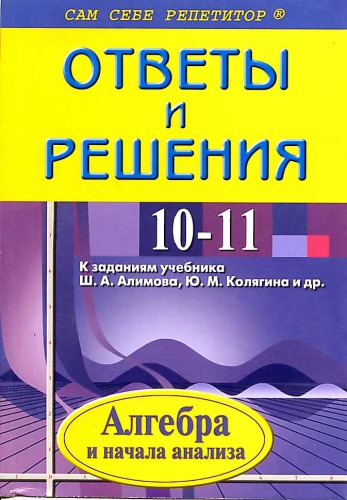 САМ СЕБЕ РЕПЕТИТОР ®
ОТВЕТЫ
И
РЕШЕНИЯ
10-11
К заданиям учебника
Ш. А. Алимова, Ю. М. Колягина и др.
Алгебра
и начала анализа